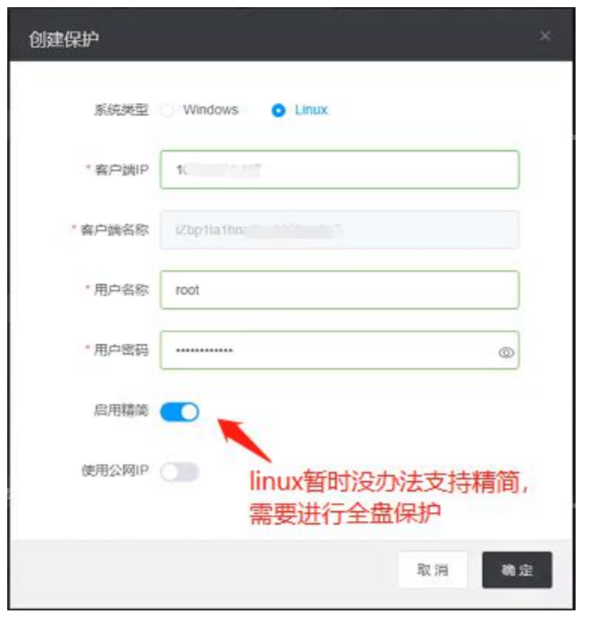 创建保护
系统类型 Windows Linux
* 客户端IP
* 客户端名称
* 用户名称 root
* 用户密码 ••••••••••••
启用精简
使用公网IP
linux暂时没办法支持精简，
需要进行全盘保护
取消 确定